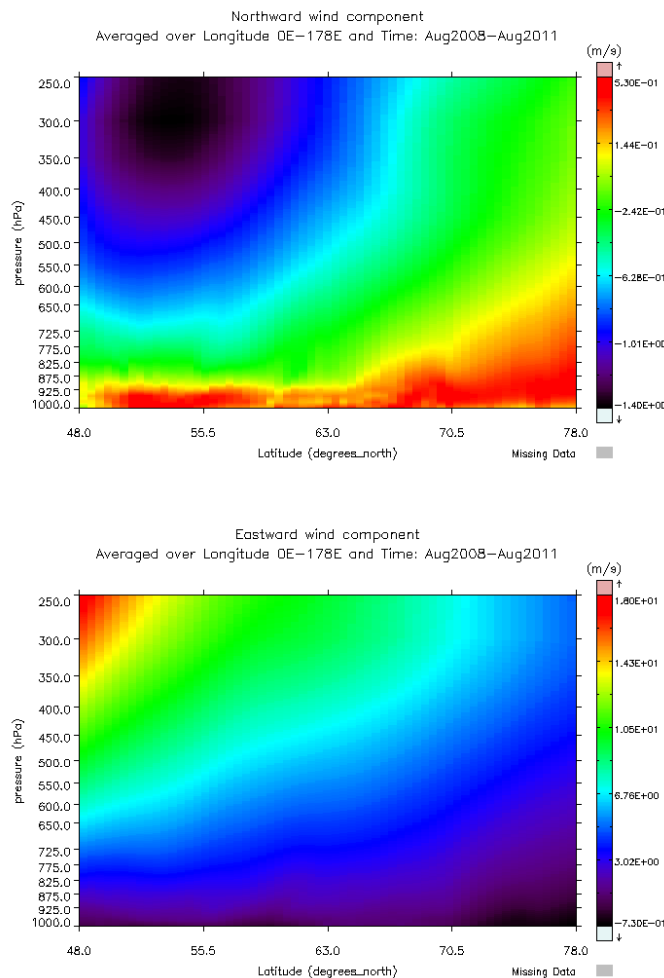 Northward wind component
Averaged over Longitude 0E-178E and Time: Aug2008-Aug2011
(m/s)
5.30E-01
1.44E-01
-2.42E-01
-6.28E-01
-1.01E+00
-1.40E+00
pressure (hPa)
250.0
300.0
350.0
400.0
450.0
500.0
550.0
600.0
650.0
725.0
775.0
825.0
875.0
925.0
1000.0
48.0 55.5 63.0 70.5 78.0
Latitude (degrees_north) Missing Data
Eastward wind component
Averaged over Longitude 0E-178E and Time: Aug2008-Aug2011
(m/s)
1.80E+01
1.43E+01
1.05E+01
6.76E+00
3.02E+00
-7.30E-01
pressure (hPa)
250.0
300.0
350.0
400.0
450.0
500.0
550.0
600.0
650.0
725.0
775.0
825.0
875.0
925.0
1000.0
48.0 55.5 63.0 70.5 78.0
Latitude (degrees_north) Missing Data